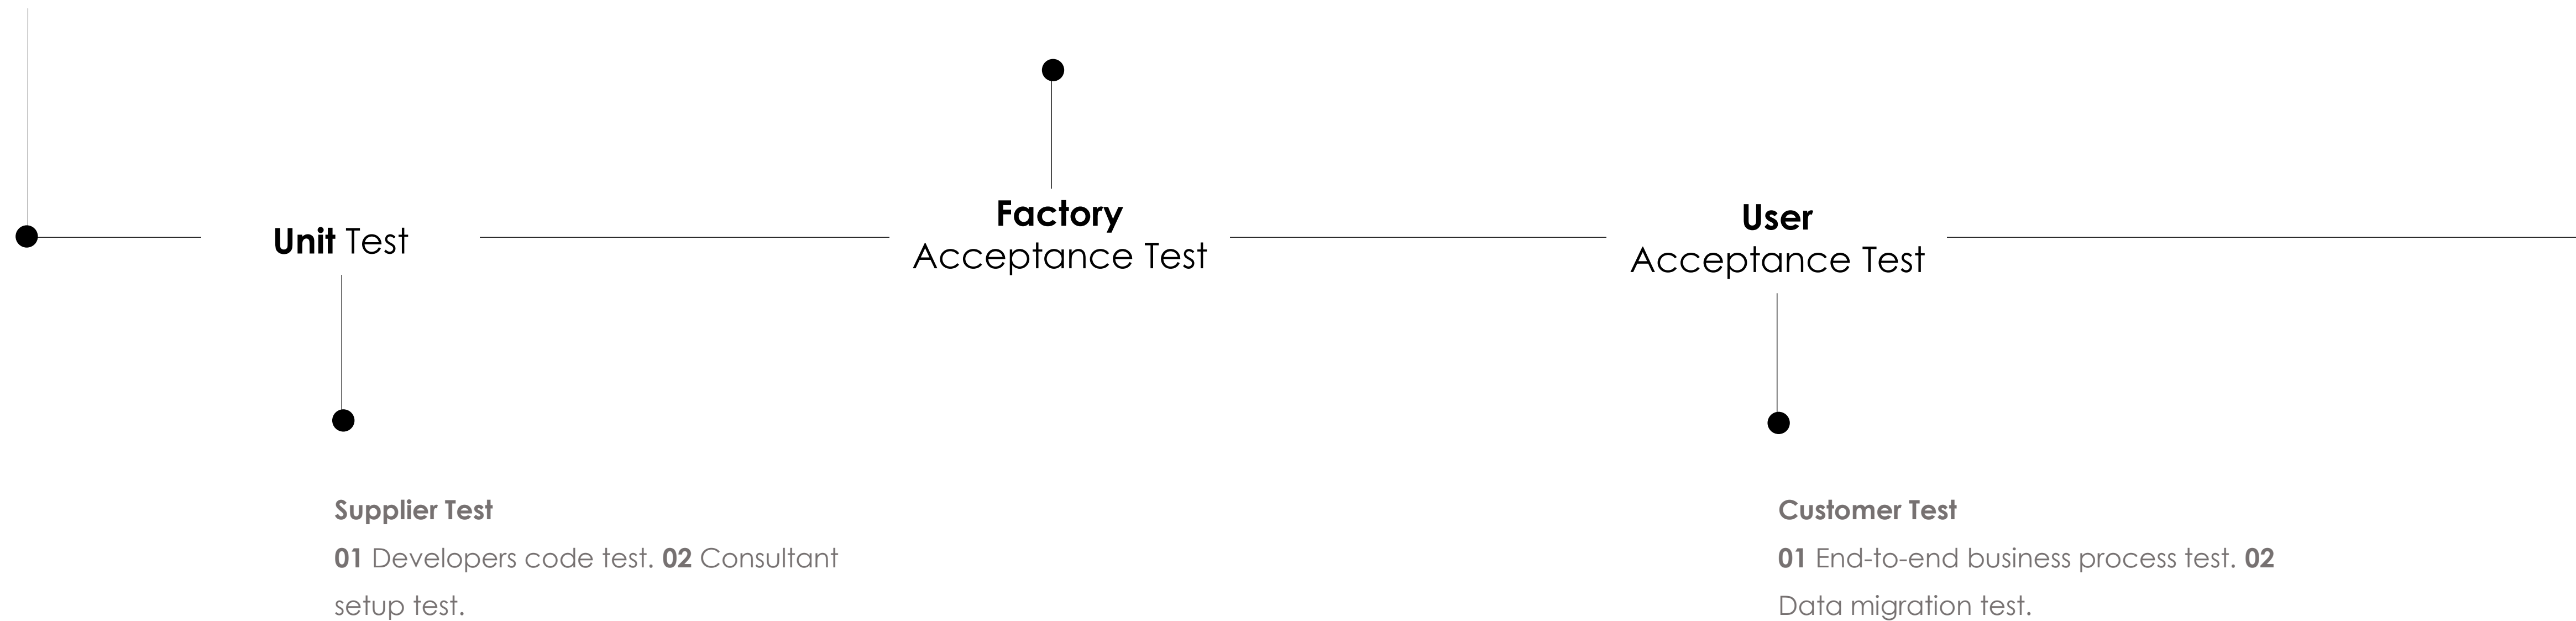 Unit Test
Factory
Acceptance Test
User
Acceptance Test
Supplier Test
01 Developers code test. 02 Consultant
setup test.
Customer Test
01 End-to-end business process test. 02
Data migration test.